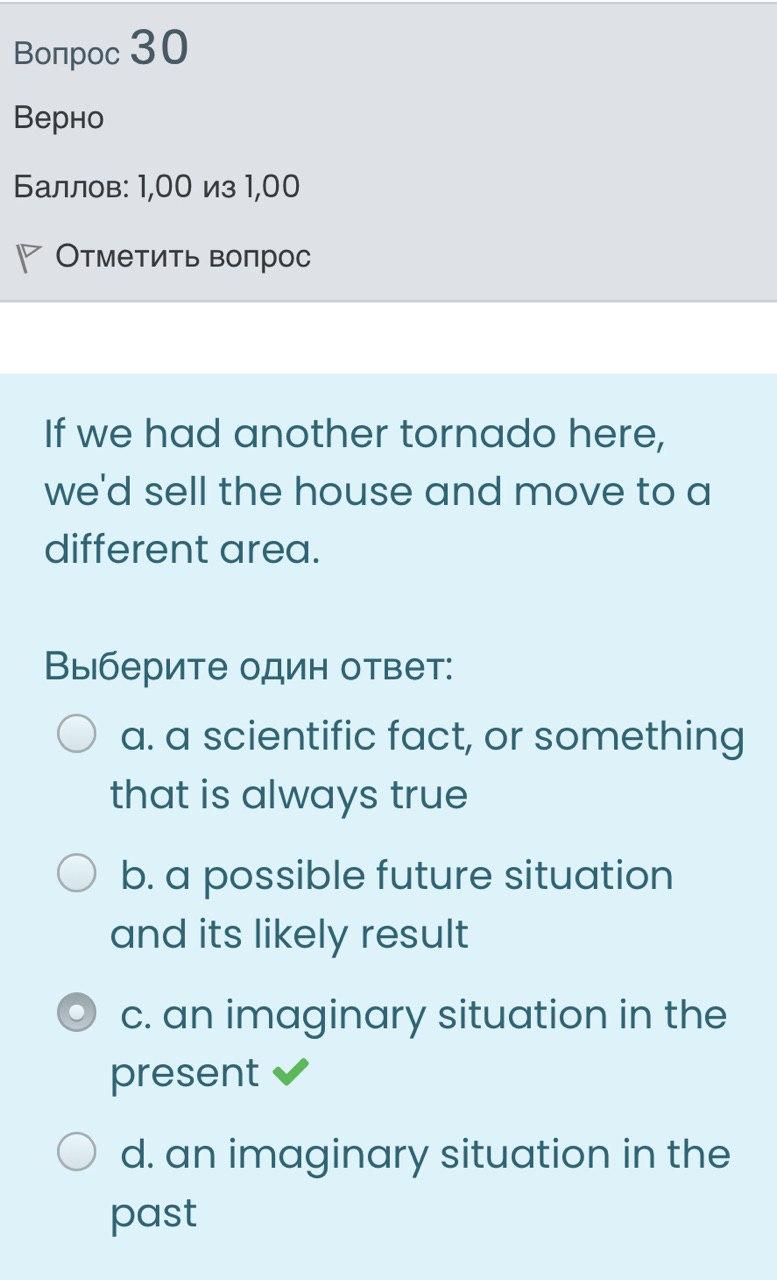 Вопрос 30
Верно
Баллов: 1,00 из 1,00
Отметить вопрос
If we had another tornado here,
we'd sell the house and move to a
different area.
Выберите один ответ:
a. a scientific fact, or something
that is always true
b. a possible future situation
and its likely result
c. an imaginary situation in the
present
d. an imaginary situation in the
past